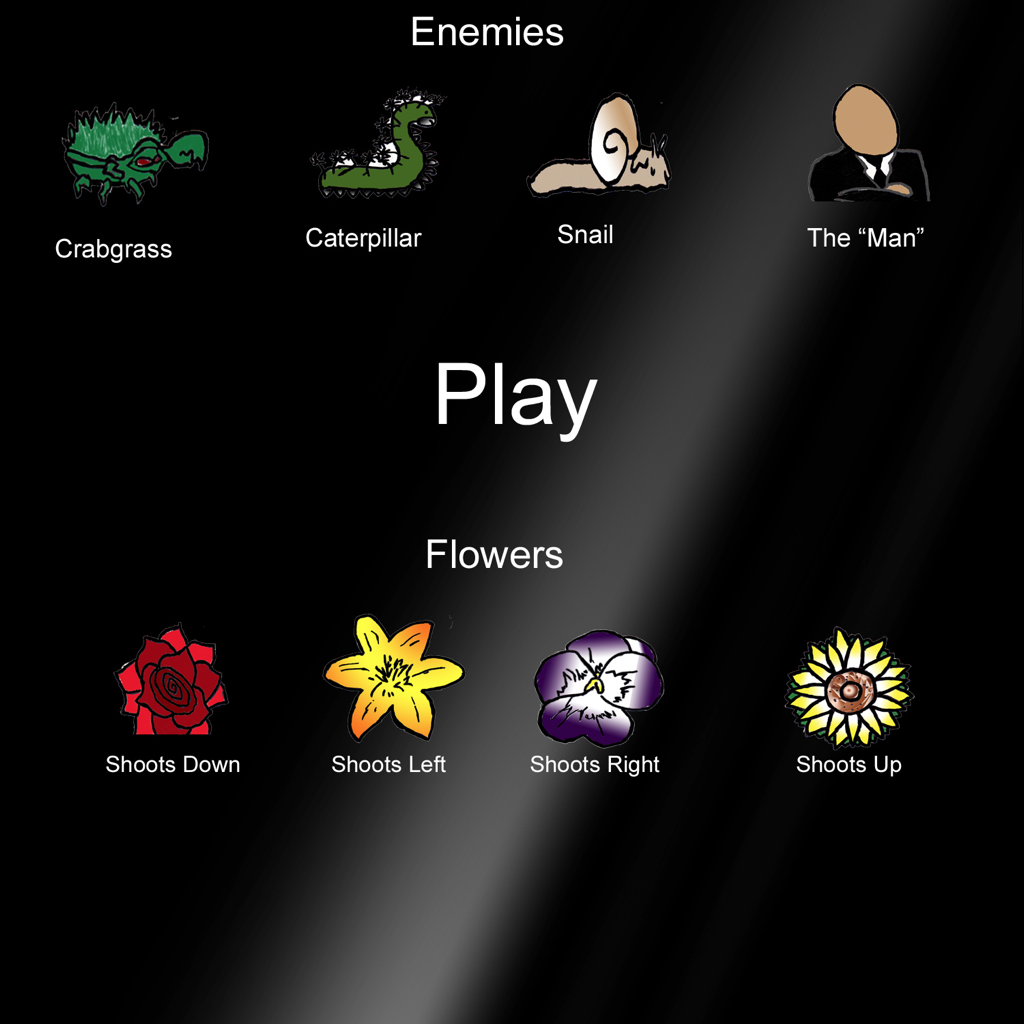 Enemies
Crabgrass
Caterpillar
Snail
The “Man”
Play
Flowers
Shoots Down
Shoots Left
Shoots Right
Shoots Up